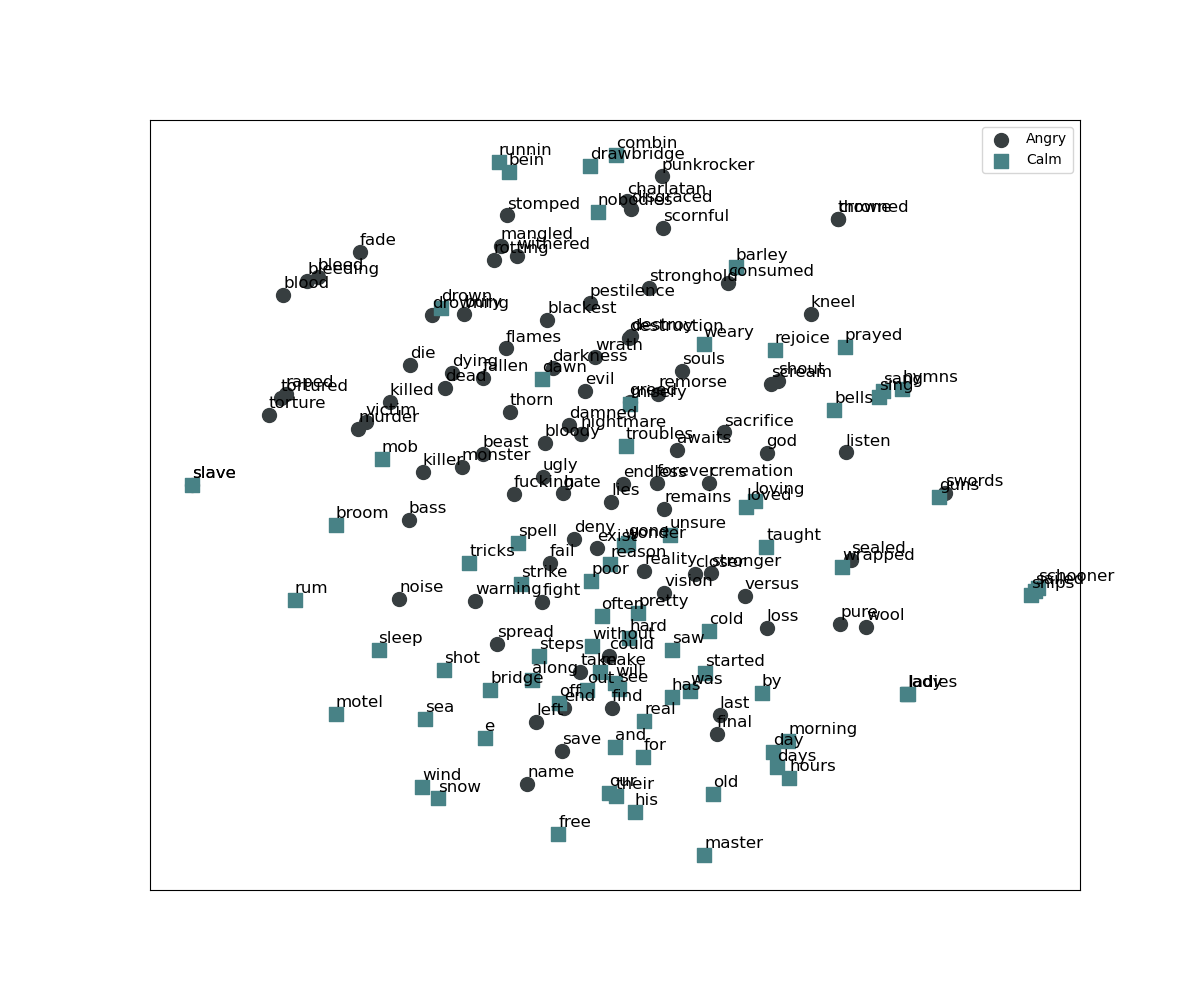 combin
runnin
drawbridge
bein
punkrocker
Angry
Calm
charlatan
disgraced
nobodies
stomped
scornful
throne
crowned
mangled
withered
rotting
fade
barley
consumed
bleed
bleeding
blood
stronghold
pestilence
drown
drowning
bury
blackest
kneel
destroy
destruction
weary
rejoice
prayed
flames
wrath
darkness
dawn
die
dying
dead
fallen
souls
scream
shout
hymns
sang
sing
raped
tortured
torture
killed
evil
greed
misery
remorse
bells
thorn
victim
murder
damned
nightmare
sacrifice
mob
beast
monster
bloody
troubles
awaits
god
listen
killer
slave
ugly
fucking
hate
endless
forever
cremation
loving
loved
swords
guns
lies
remains
bass
broom
spell
deny
exist
gone
wonder
unsure
taught
sealed
wrapped
tricks
fail
reason
reality
closer
stronger
schooner
sailed
ships
strike
poor
vision
versus
rum
noise
warning
fight
often
pretty
hard
cold
loss
pure
wool
sleep
spread
steps
without
could
saw
shot
along
take
make
will
started
bridge
out
see
has
was
by
lady
ladies
motel
sea
off
end
find
left
real
last
final
e
save
and
for
morning
day
days
hours
wind
snow
name
our
their
his
old
free
master